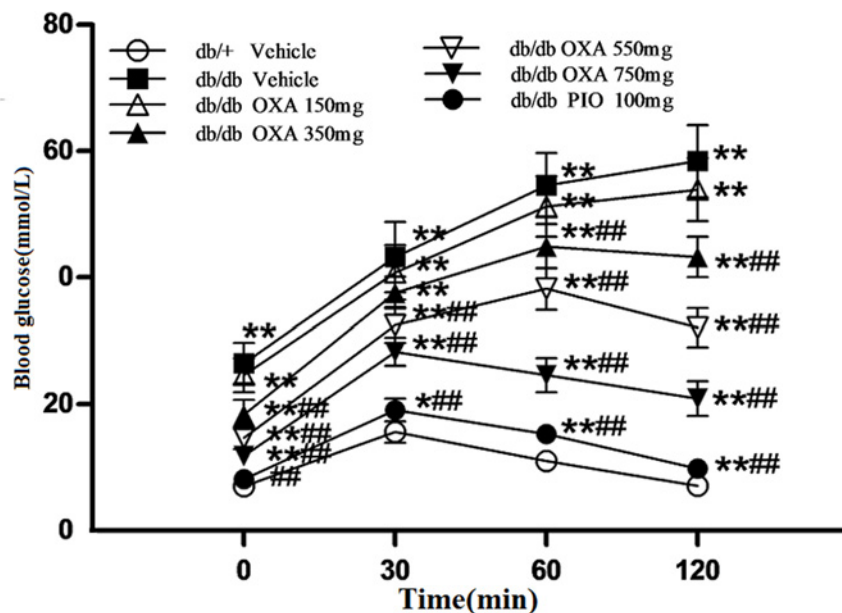 80
db/+ Vehicle
db/db Vehicle
db/db OXA 150mg
db/db OXA 350mg
db/db OXA 550mg
db/db OXA 750mg
db/db PIO 100mg
60
0
20
0
Blood glucose(mmol/L)
**
**
**##
**##
**##
##
**
**
**
**##
**##
*##
**
**
**##
**##
**##
**##
**
**
**##
**##
**##
**##
0 30 60 120
Time(min)